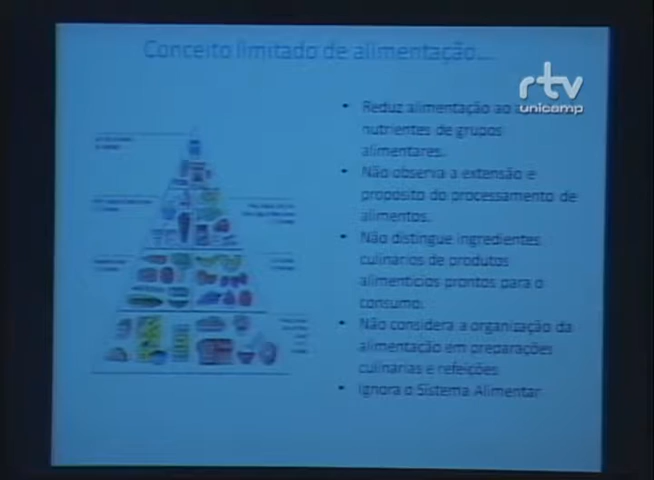 Conceito limitado de alimentação...
rtv
unicamp
• Reduz alimentação ao
nutrientes de grupos
alimentares.
• Não observa a extensão e
propósito do processamento de
alimentos.
• Não distingue ingredientes
culinários de produtos
alimentícios prontos para o
consumo.
• Não considera a organização da
alimentação em preparações
culinárias e refeições
• Ignora o Sistema Alimentar